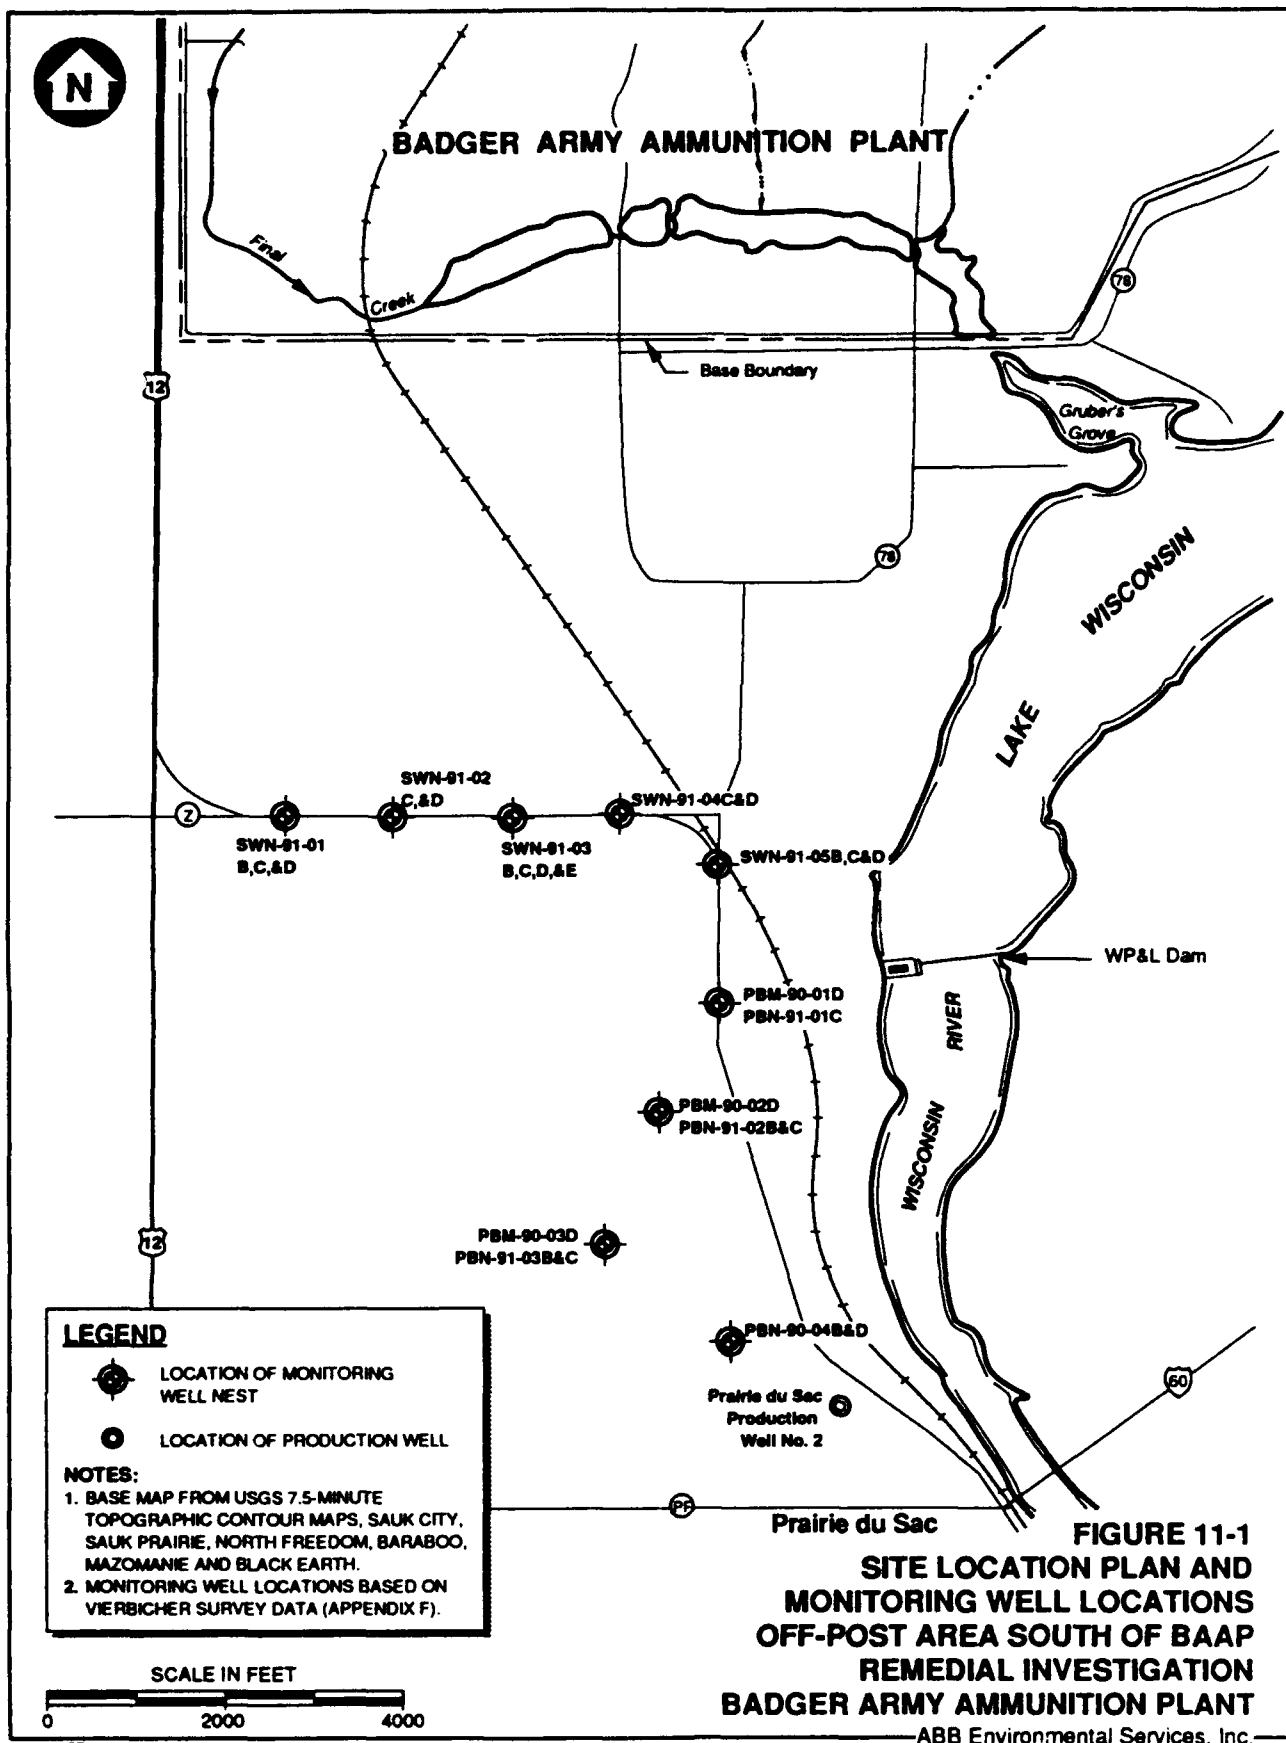 N
BADGER ARMY AMMUNITION PLANT
Final
Creek
78
12
Base Boundary
Gruber's
Grove
78
WISCONSIN
LAKE
SWN-91-02
C,&D
SWN-91-04C&D
Z
SWN-91-01
B,C,&D
SWN-91-03
B,C,D,&E
SWN-91-05B,C&D
WP&L Dam
PBM-90-01D
PBN-91-01C
RIVER
WISCONSIN
PBM-90-02D
PBN-91-02B&C
12
PBM-90-03D
PBN-91-03B&C
PBN-90-04B&D
60
Prairie du Sac
Production
Well No. 2
PF
Prairie du Sac
LEGEND
LOCATION OF MONITORING
WELL NEST
LOCATION OF PRODUCTION WELL
NOTES:
1. BASE MAP FROM USGS 7.5-MINUTE
TOPOGRAPHIC CONTOUR MAPS, SAUK CITY,
SAUK PRAIRIE, NORTH FREEDOM, BARABOO,
MAZOMANIE AND BLACK EARTH.
2. MONITORING WELL LOCATIONS BASED ON
VIERBICHER SURVEY DATA (APPENDIX F).
SCALE IN FEET
0 2000 4000
FIGURE 11-1
SITE LOCATION PLAN AND
MONITORING WELL LOCATIONS
OFF-POST AREA SOUTH OF BAAP
REMEDIAL INVESTIGATION
BADGER ARMY AMMUNITION PLANT
ABB Environmental Services, Inc.